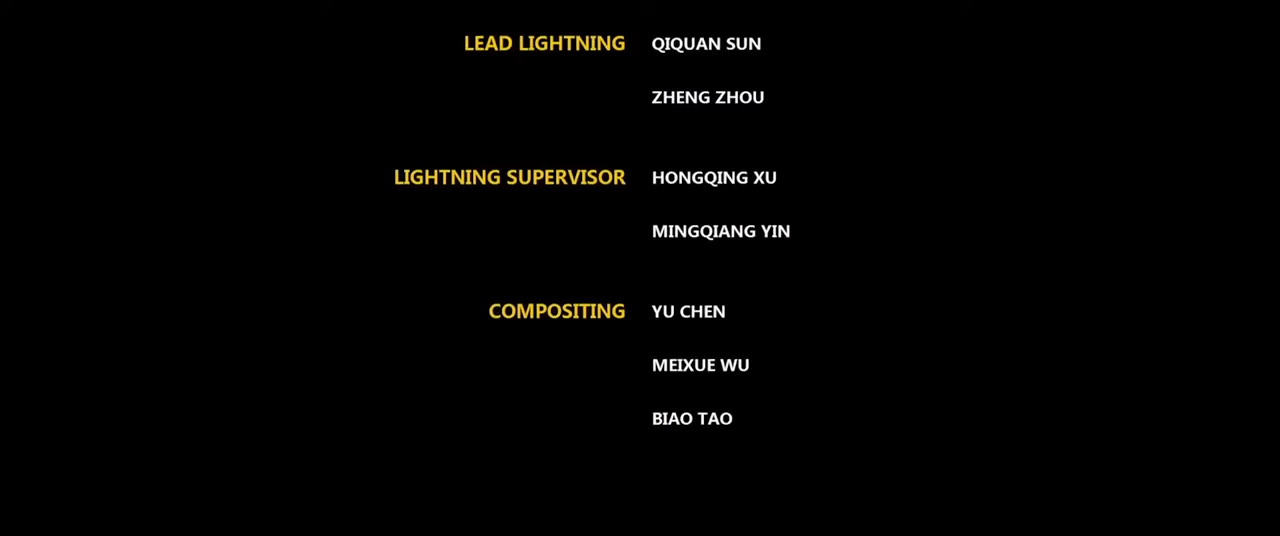 LEAD LIGHTNING QIQUAN SUN
ZHENG ZHOU
LIGHTNING SUPERVISOR HONGQING XU
MINGQIANG YIN
COMPOSITING YU CHEN
MEIXUE WU
BIAO TAO